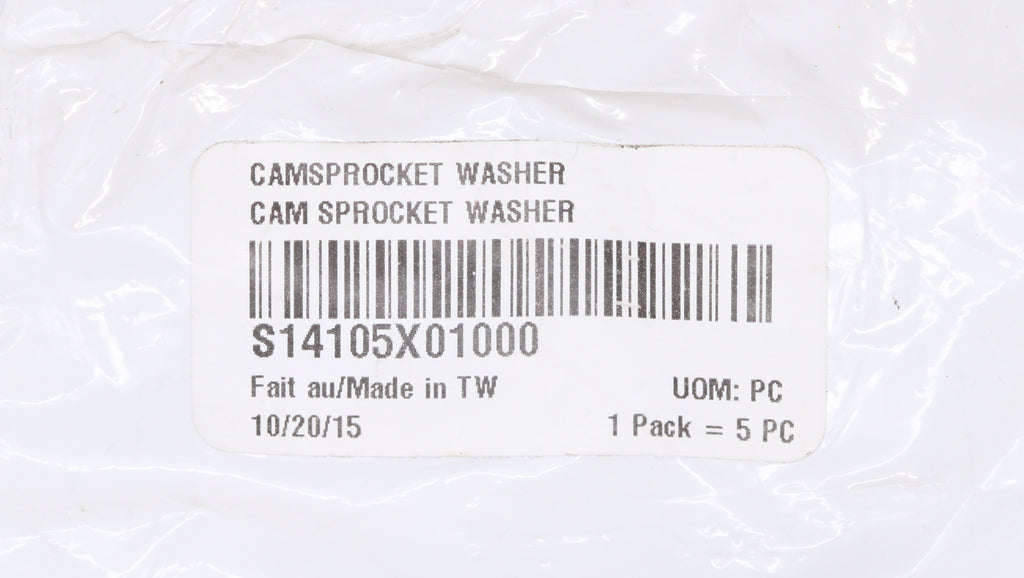 CAMSPROCKET WASHER
CAM SPROCKET WASHER
S14105X01000
Fait au/Made in TW
UOM: PC
10/20/15
1 Pack = 5 PC